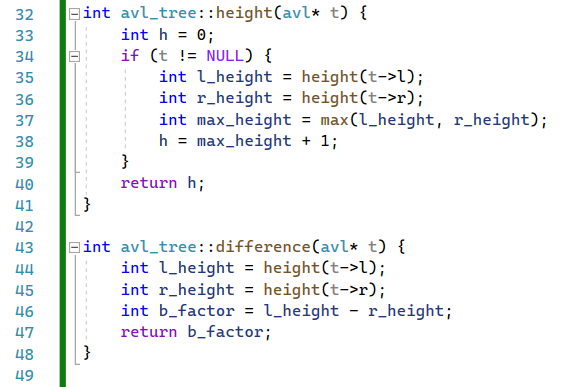 32 int avl_tree::height(avl* t) {
33 int h = 0;
34 if (t != NULL) {
35 int l_height = height(t->l);
36 int r_height = height(t->r);
37 int max_height = max(l_height, r_height);
38 h = max_height + 1;
39 }
40 return h;
41 }
42
43 int avl_tree::difference(avl* t) {
44 int l_height = height(t->l);
45 int r_height = height(t->r);
46 int b_factor = l_height - r_height;
47 return b_factor;
48 }
49